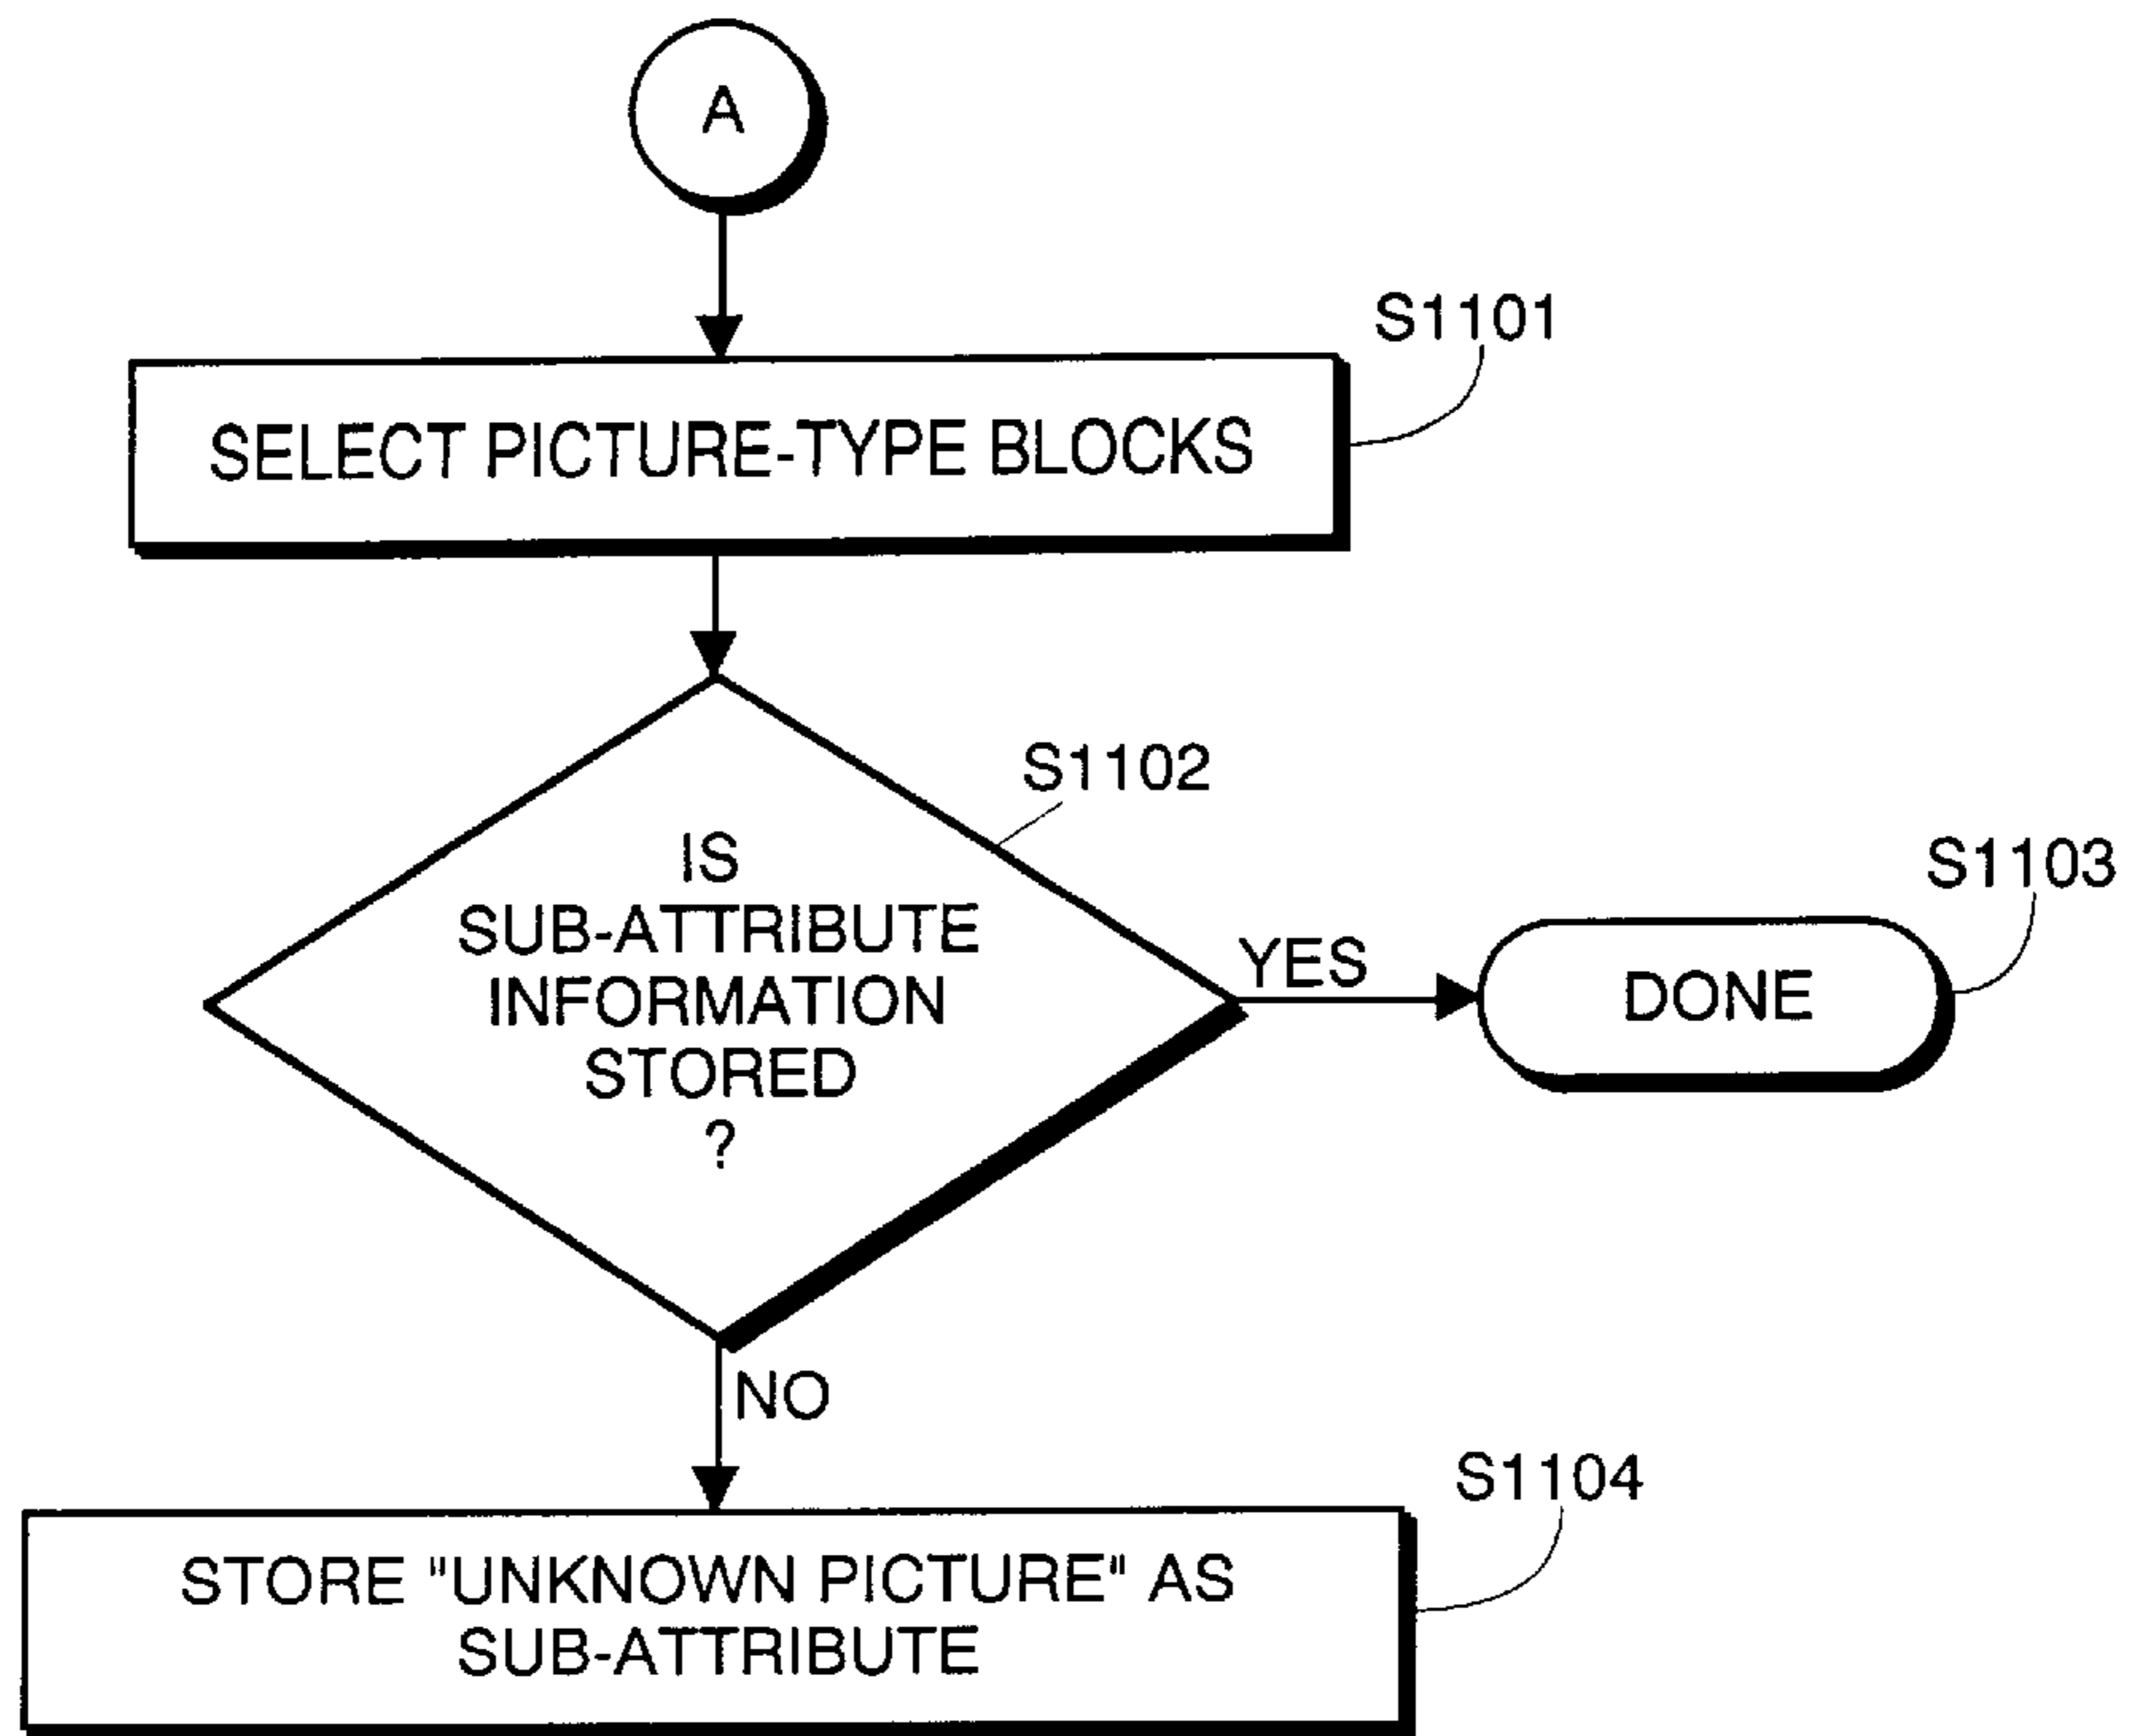 A
S1101
SELECT PICTURE-TYPE BLOCKS
S1102
IS
SUB-ATTRIBUTE
INFORMATION
STORED
?
YES
S1103
DONE
NO
S1104
STORE "UNKNOWN PICTURE" AS
SUB-ATTRIBUTE